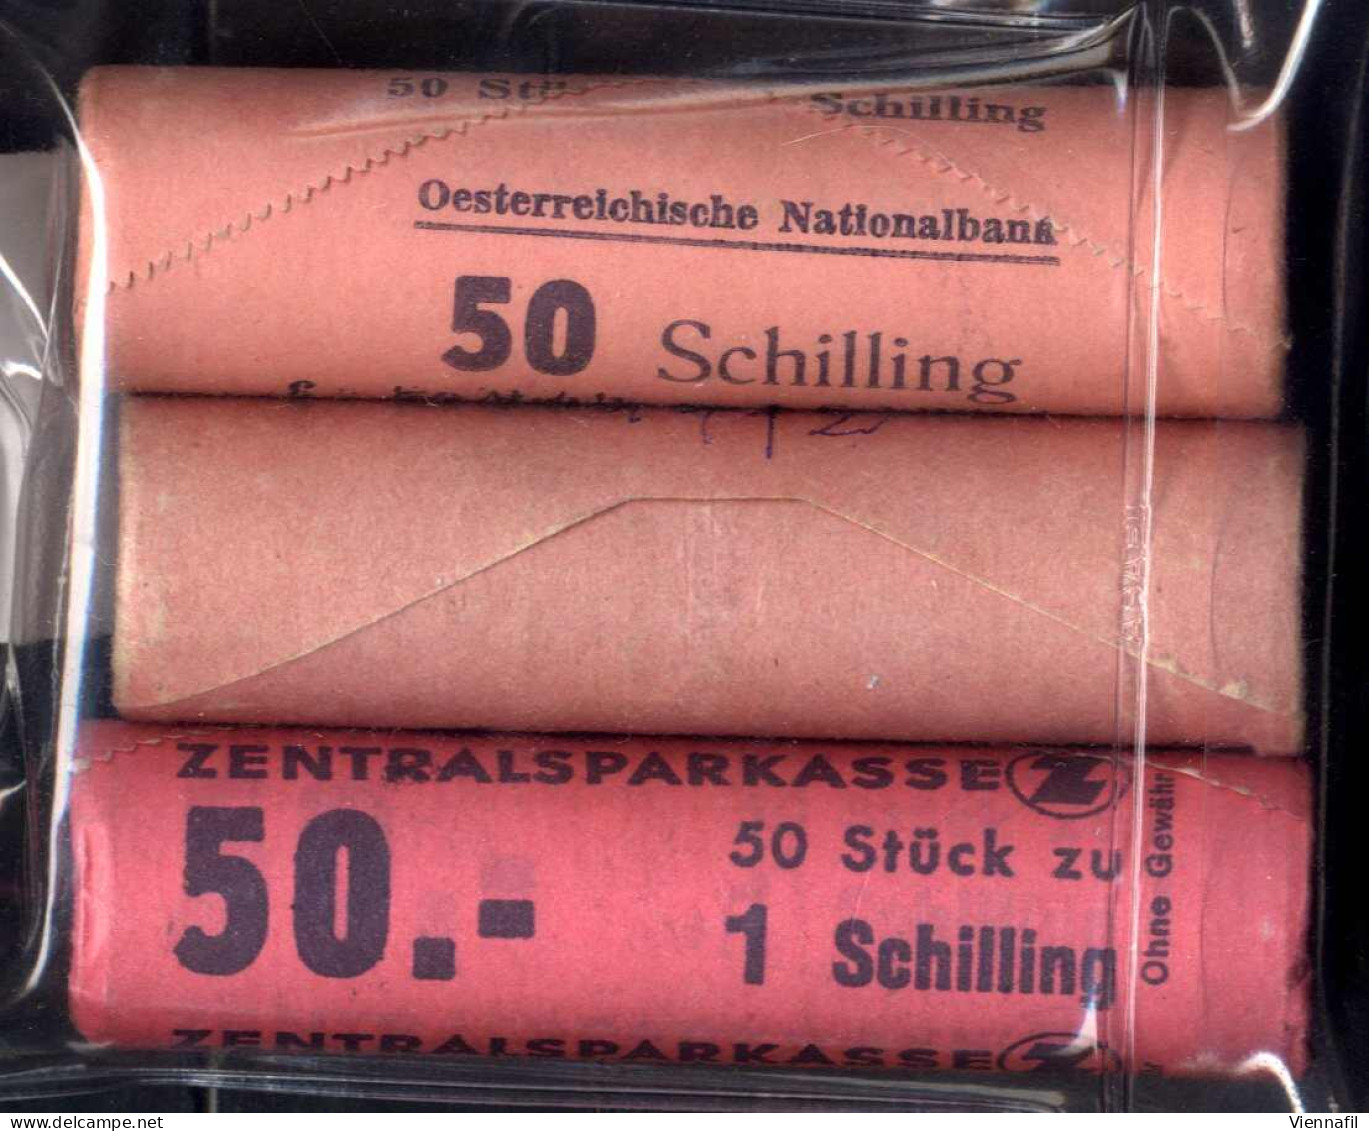 50 Stü
Schilling
Oesterreichische Nationalbank
50 Schilling
ZENTRALSPARKASSE Z
50.- 50 Stück zu
1 Schilling
Ohne Gewähr
ZENTRALSPARKASSE Z
www.delcampe.net
Viennafil